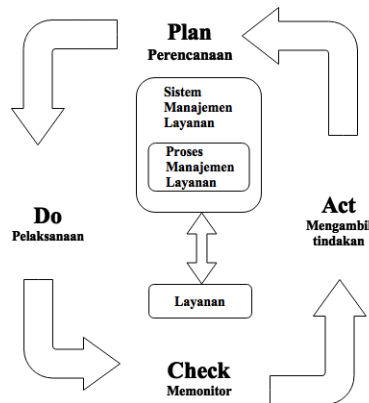 Plan
Perencanaan
Sistem
Manajemen
Layanan
Proses
Manajemen
Layanan
Do
Pelaksanaan
Act
Mengambil
tindakan
Layanan
Check
Memonitor